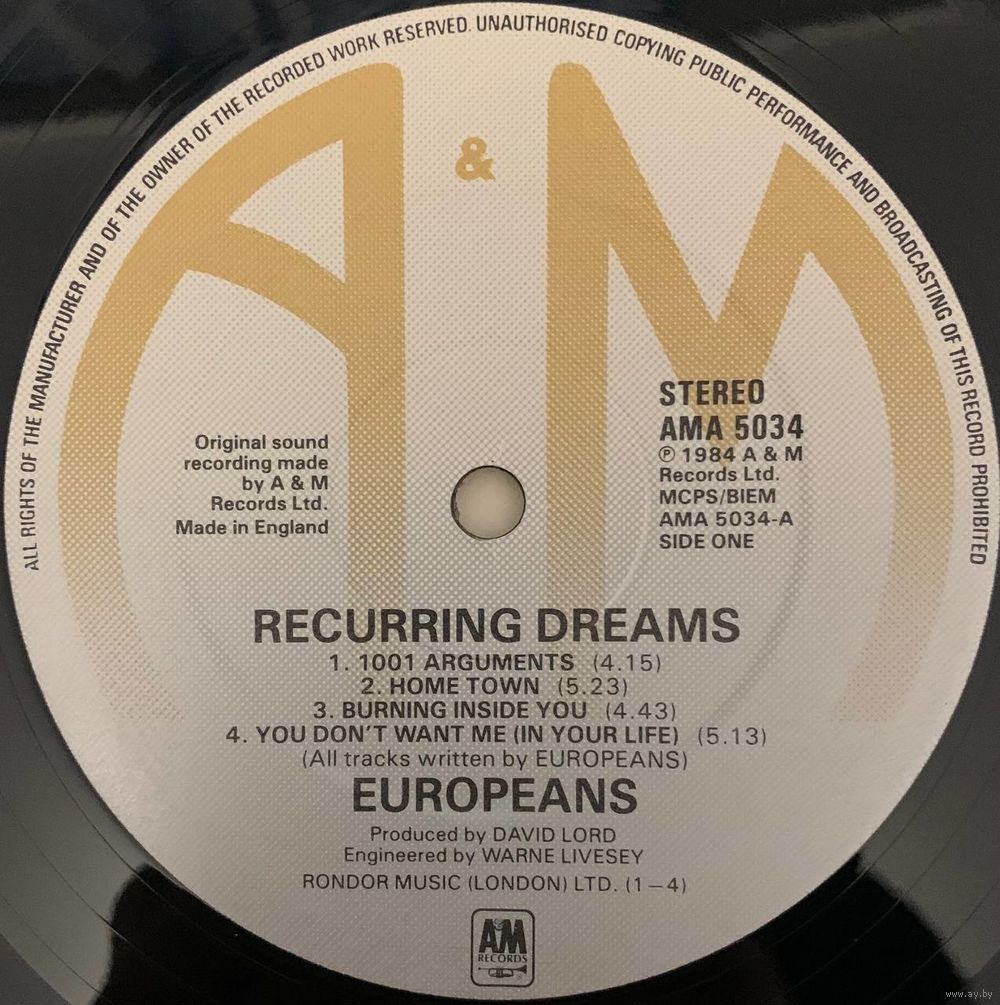 ALL RIGHTS OF THE MANUFACTURER AND OF THE OWNER OF THE RECORDED WORK RESERVED. UNAUTHORISED COPYING PUBLIC PERFORMANCE AND BROADCASTING OF THIS RECORD PROHIBITED
A & M
Original sound
recording made
by A & M
Records Ltd.
Made in England
STEREO
AMA 5034
℗ 1984 A & M
Records Ltd.
MCPS/BIEM
AMA 5034-A
SIDE ONE
RECURRING DREAMS
1. 1001 ARGUMENTS (4.15)
2. HOME TOWN (5.23)
3. BURNING INSIDE YOU (4.43)
4. YOU DON'T WANT ME (IN YOUR LIFE) (5.13)
(All tracks written by EUROPEANS)
EUROPEANS
Produced by DAVID LORD
Engineered by WARNE LIVESEY
RONDOR MUSIC (LONDON) LTD. (1—4)
A&M
RECORDS
www.ay.by